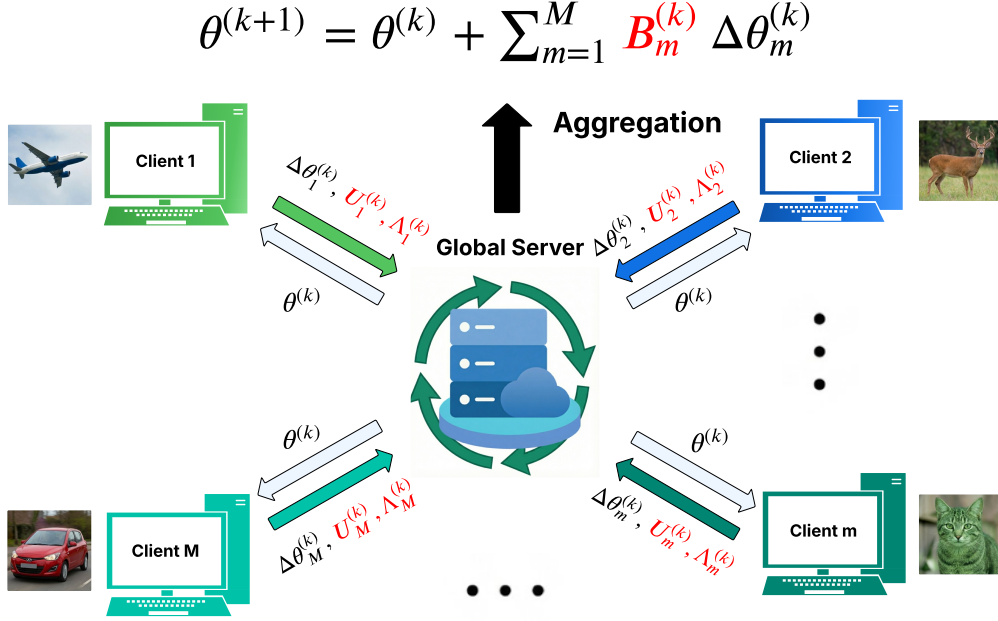 θ^{(k+1)} = θ^{(k)} + ∑_{m=1}^{M} B_m^{(k)} Δθ_m^{(k)}
Aggregation
Client 1
Client 2
Δθ_1^{(k)}, U_1^{(k)}, Λ_1^{(k)}
Δθ_2^{(k)}, U_2^{(k)}, Λ_2^{(k)}
Global Server
θ^{(k)}
θ^{(k)}
θ^{(k)}
θ^{(k)}
Δθ_M^{(k)}, U_M^{(k)}, Λ_M^{(k)}
Δθ_m^{(k)}, U_m^{(k)}, Λ_m^{(k)}
Client M
Client m